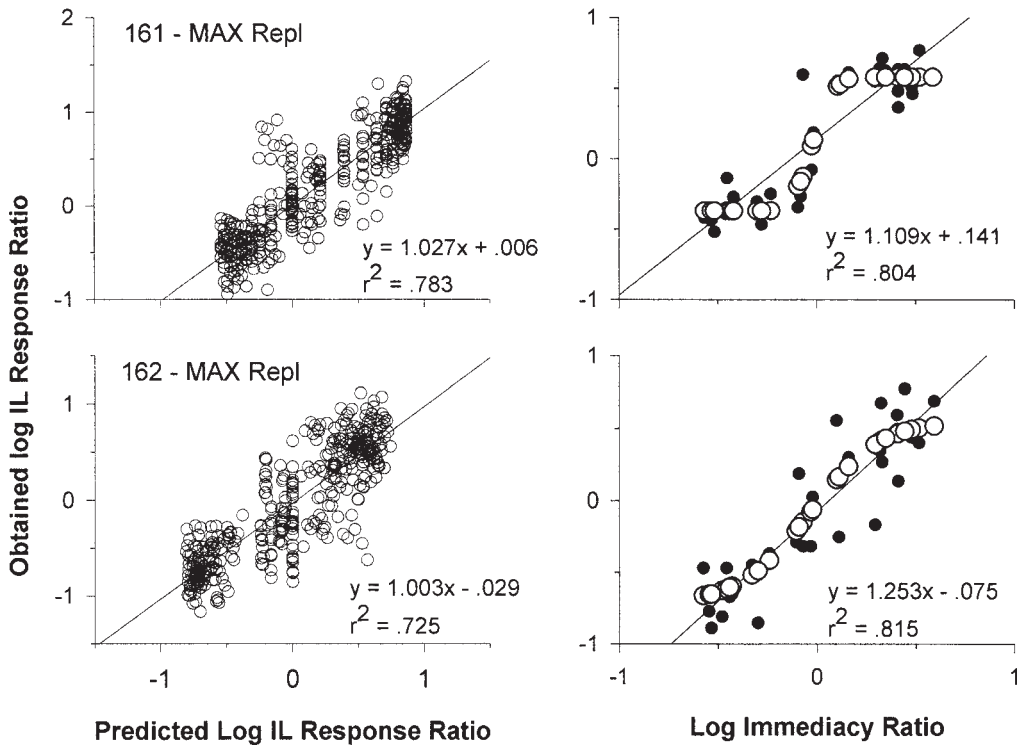 Obtained log IL Response Ratio
2
1
0
-1
161 - MAX Repl
y = 1.027x + .006
r2 = .783
1
0
-1
y = 1.109x + .141
r2 = .804
1
0
-1
162 - MAX Repl
y = 1.003x - .029
r2 = .725
-1
0
1
Predicted Log IL Response Ratio
1
0
-1
y = 1.253x - .075
r2 = .815
-1
0
1
Log Immediacy Ratio